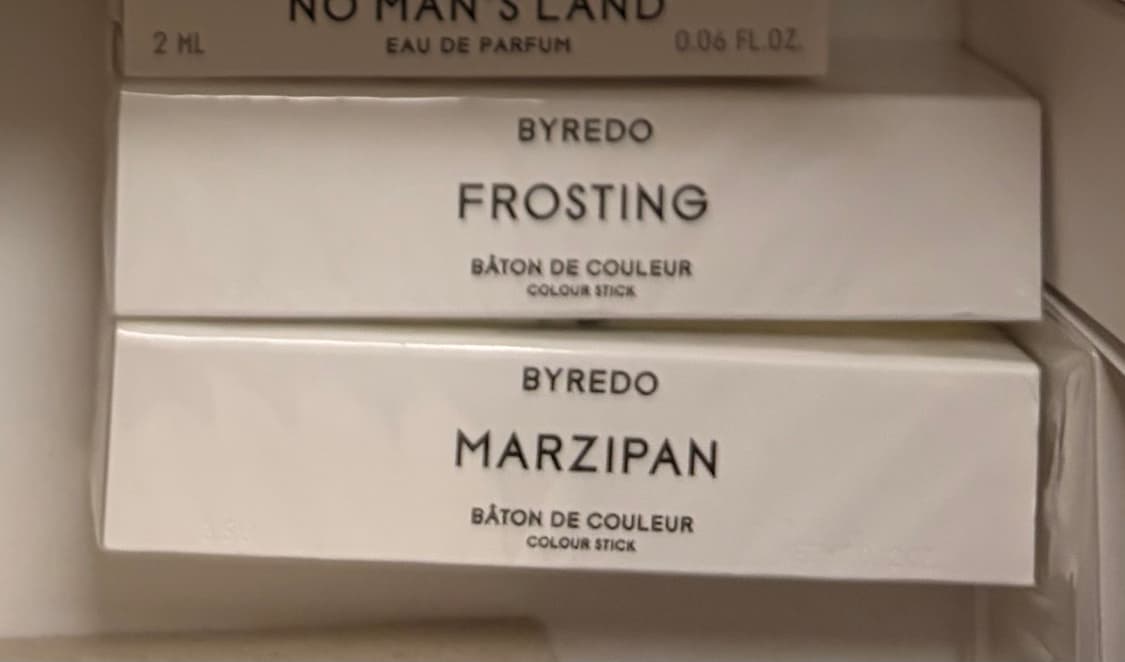 NO MAN'S LAND
2 ML EAU DE PARFUM 0.06 FL.OZ.
BYREDO
FROSTING
BÂTON DE COULEUR
COLOUR STICK
BYREDO
MARZIPAN
BÂTON DE COULEUR
COLOUR STICK